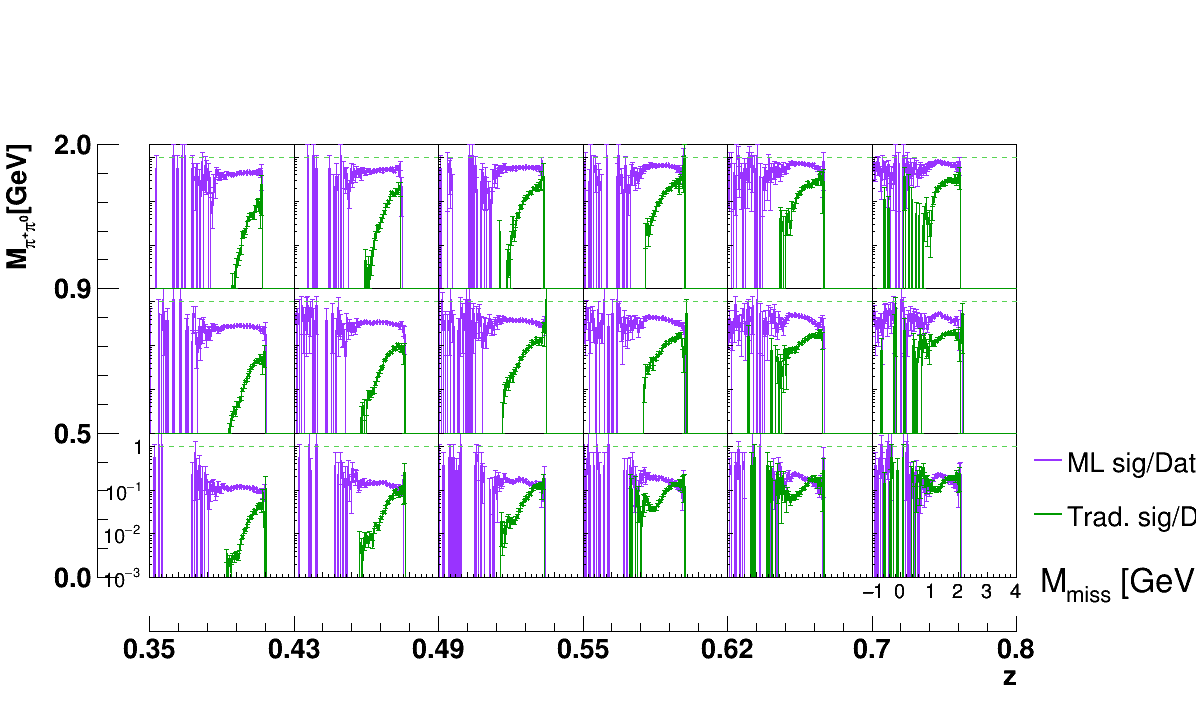 2.0
M_{π⁺π⁰} [GeV]
0.9
0.5
1
10⁻¹
ML sig/Dat
Trad. sig/D
10⁻²
0.0 10⁻³
M_{miss} [GeV
−1 0 1 2 3 4
0.35 0.43 0.49 0.55 0.62 0.7 0.8
z